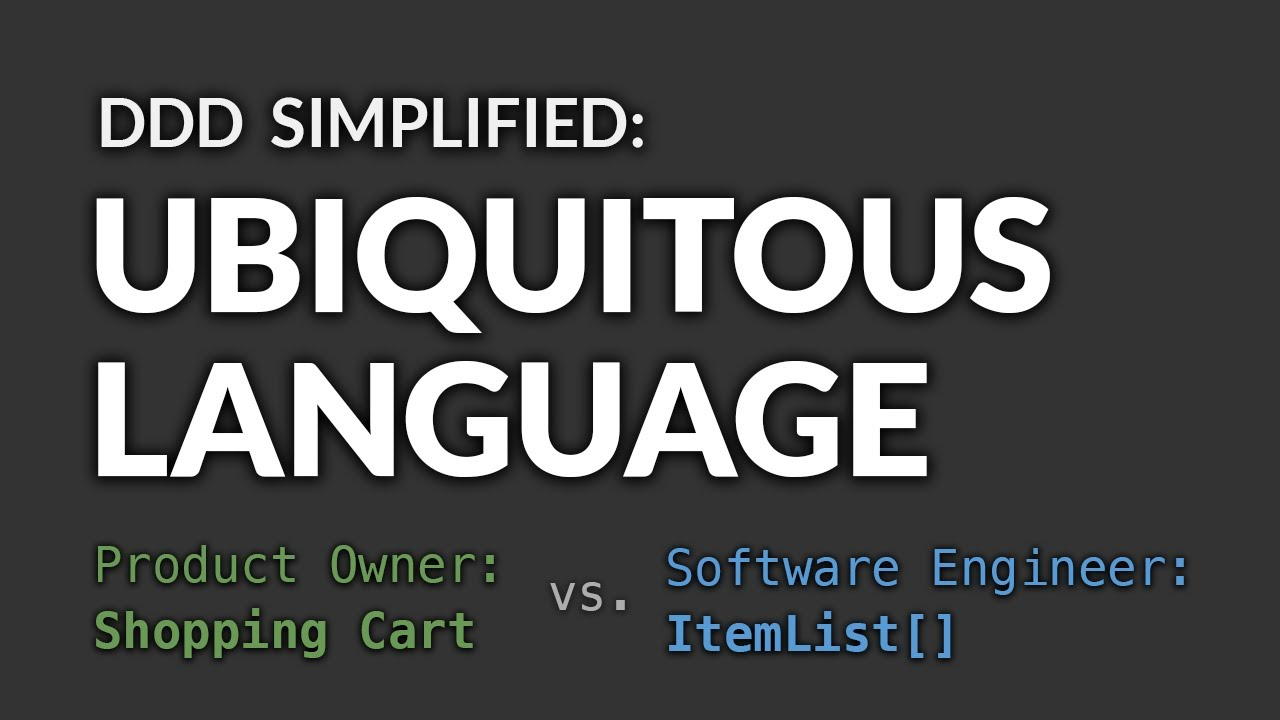 DDD SIMPLIFIED:
UBIQUITOUS
LANGUAGE
Product Owner:
Shopping Cart
vs.
Software Engineer:
ItemList[]